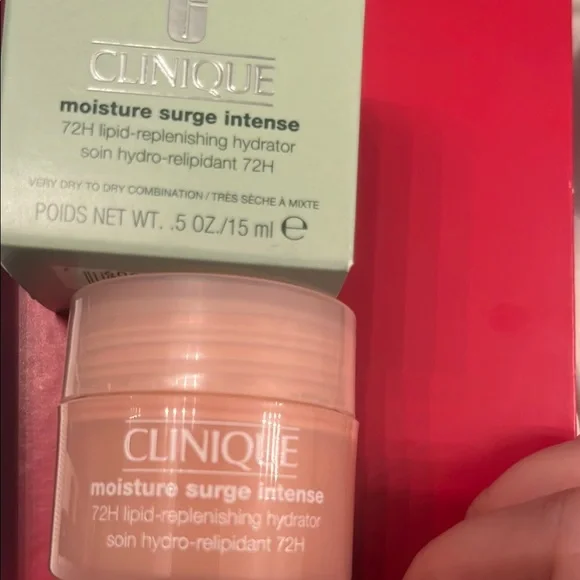 CLINIQUE
moisture surge intense
72H lipid-replenishing hydrator
soin hydro-relipidant 72H
VERY DRY TO DRY COMBINATION / TRÈS SÈCHE À MIXTE
POIDS NET WT. .5 OZ./15 ml ℮
CLINIQUE
moisture surge intense
72H lipid-replenishing hydrator
soin hydro-relipidant 72H